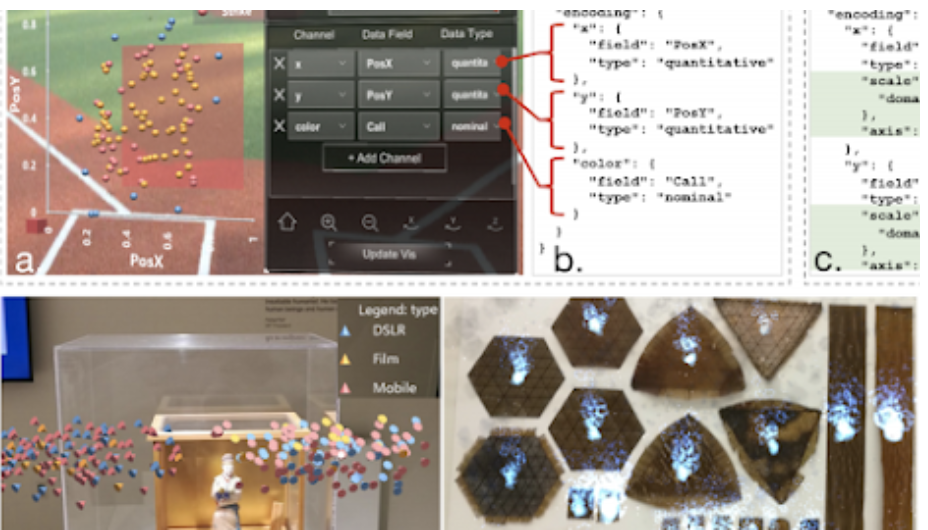 Strike
0.8
0.6
0.4
0.2
0
PosY
0
0.2
0.4
0.6
1
PosX
a.
Channel Data Field Data Type
x PosX quantita
y PosY quantita
color Call nominal
+ Add Channel
X Y Z
Update Vis
"encoding": {
"x": {
"field": "PosX",
"type": "quantitative"
},
"y": {
"field": "PosY",
"type": "quantitative"
},
"color": {
"field": "Call",
"type": "nominal"
}
}
}
b.
"encoding":
"x": {
"field"
"type":
"scale"
"doma
},
"axis":
},
"y": {
"field"
"type"
"scale"
"doma
},
"axis":
c.
Legend: type
DSLR
Film
Mobile